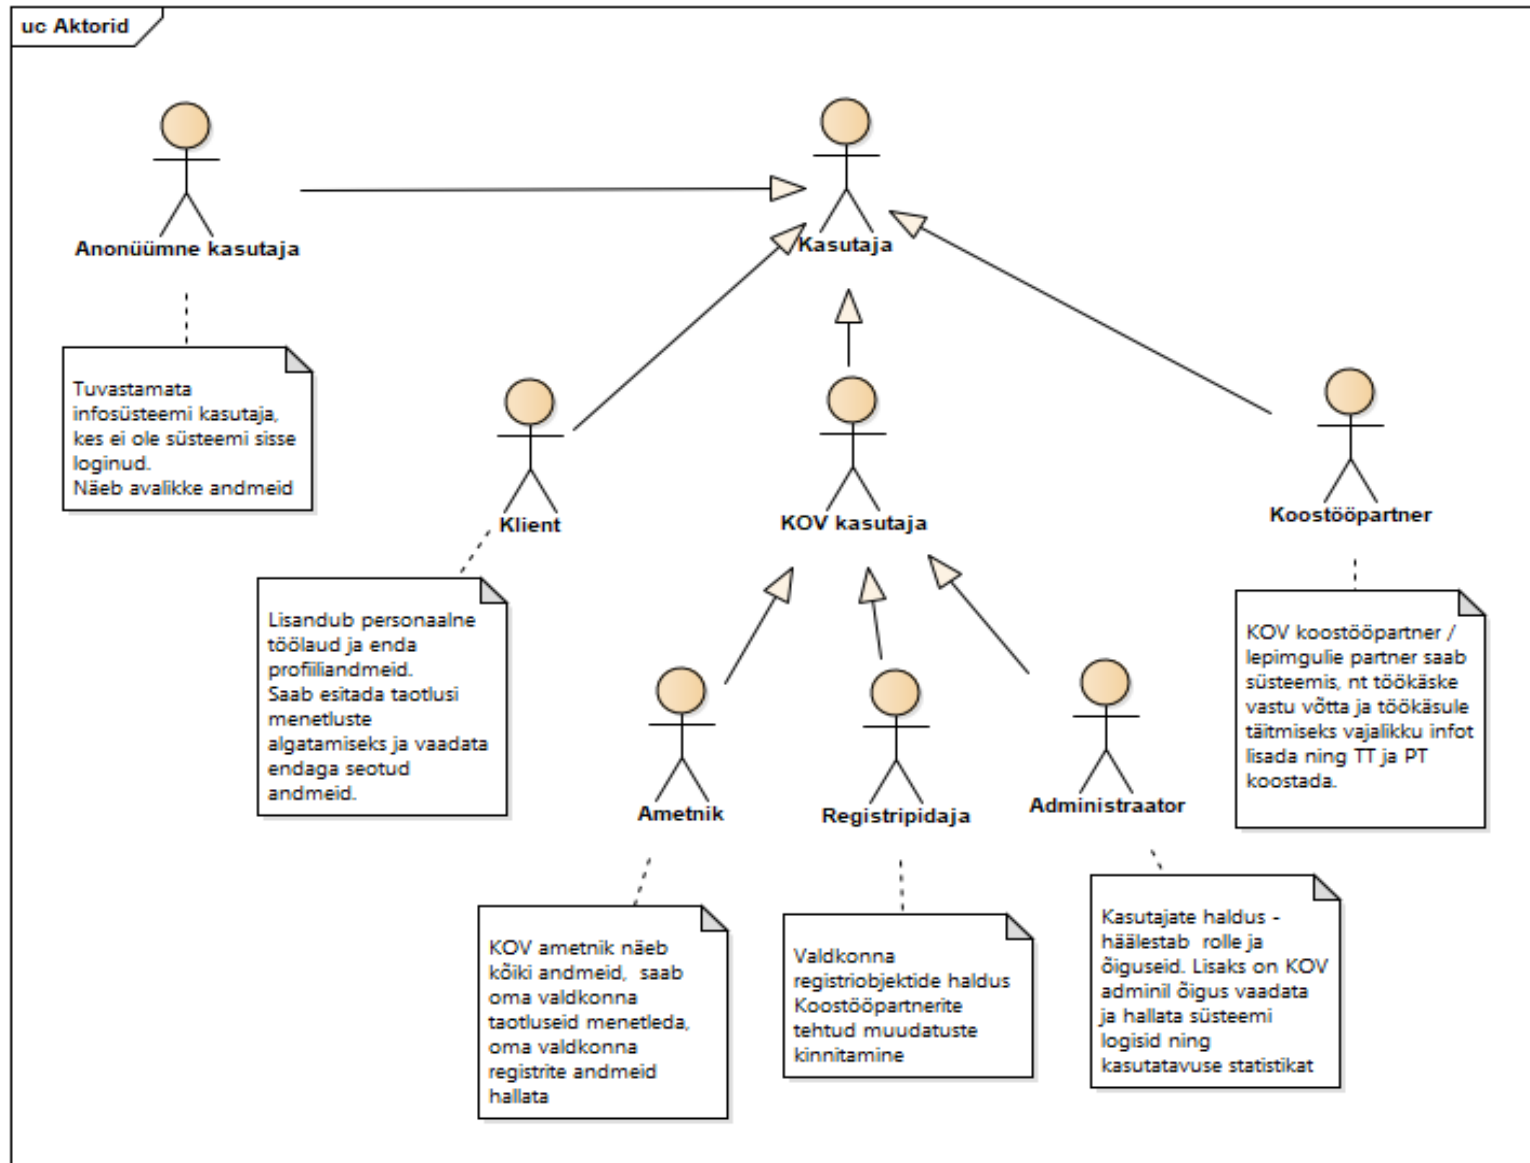 uc Aktorid
Anonüümne kasutaja
Kasutaja
Tuvastamata
infosüsteemi kasutaja,
kes ei ole süsteemi sisse
loginud.
Näeb avalikke andmeid
Klient
KOV kasutaja
Koostööpartner
Lisandub personaalne
töölaud ja enda
profiiliandmeid.
Saab esitada taotlusi
menetluste
algatamiseks ja vaadata
endaga seotud
andmeid.
KOV koostööpartner /
lepimgulie partner saab
süsteemis, nt töökäske
vastu võtta ja töökäsule
täitmiseks vajalikku infot
lisada ning TT ja PT
koostada.
Ametnik
Registripidaja
Administraator
KOV ametnik näeb
kõiki andmeid,  saab
oma valdkonna
taotluseid menetleda,
oma valdkonna
registrite andmeid
hallata
Valdkonna
registriobjektide haldus
Koostööpartnerite
tehtud muudatuste
kinnitamine
Kasutajate haldus -
häälestab  rolle ja
õiguseid. Lisaks on KOV
adminil õigus vaadata
ja hallata süsteemi
logisid ning
kasutatavuse statistikat